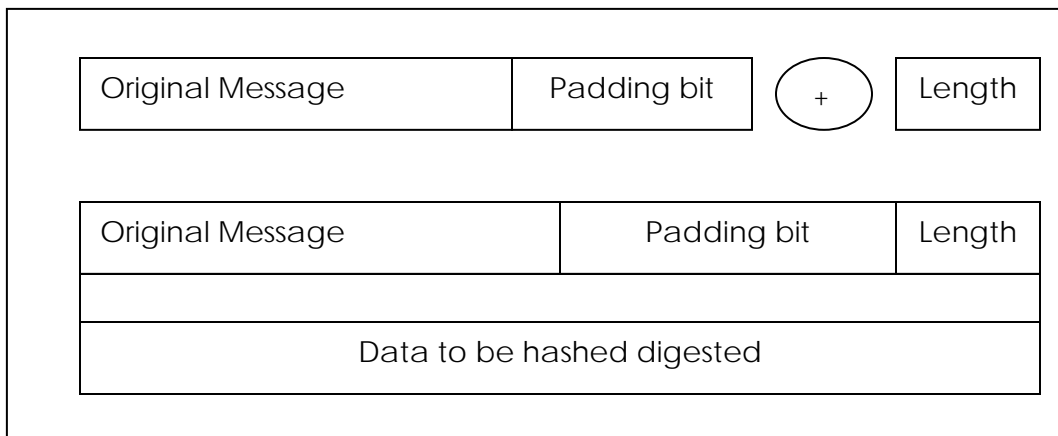 Original Message Padding bit + Length
Original Message Padding bit Length
Data to be hashed digested